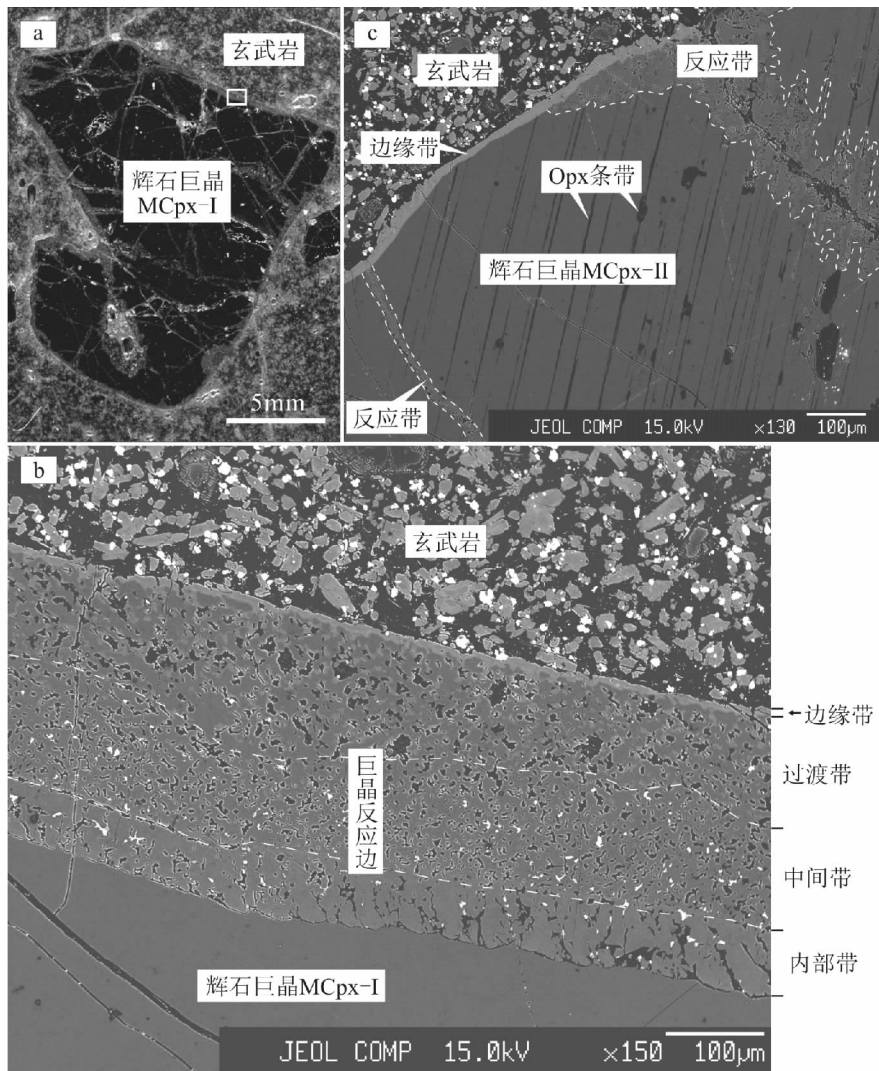 a
玄武岩
辉石巨晶
MCpx-I
5mm
c
玄武岩
反应带
边缘带
Opx条带
辉石巨晶MCpx-II
反应带
JEOL COMP 15.0kV ×130 100μm
b
玄武岩
巨晶反应边
边缘带
过渡带
中间带
内部带
辉石巨晶MCpx-I
JEOL COMP 15.0kV ×150 100μm